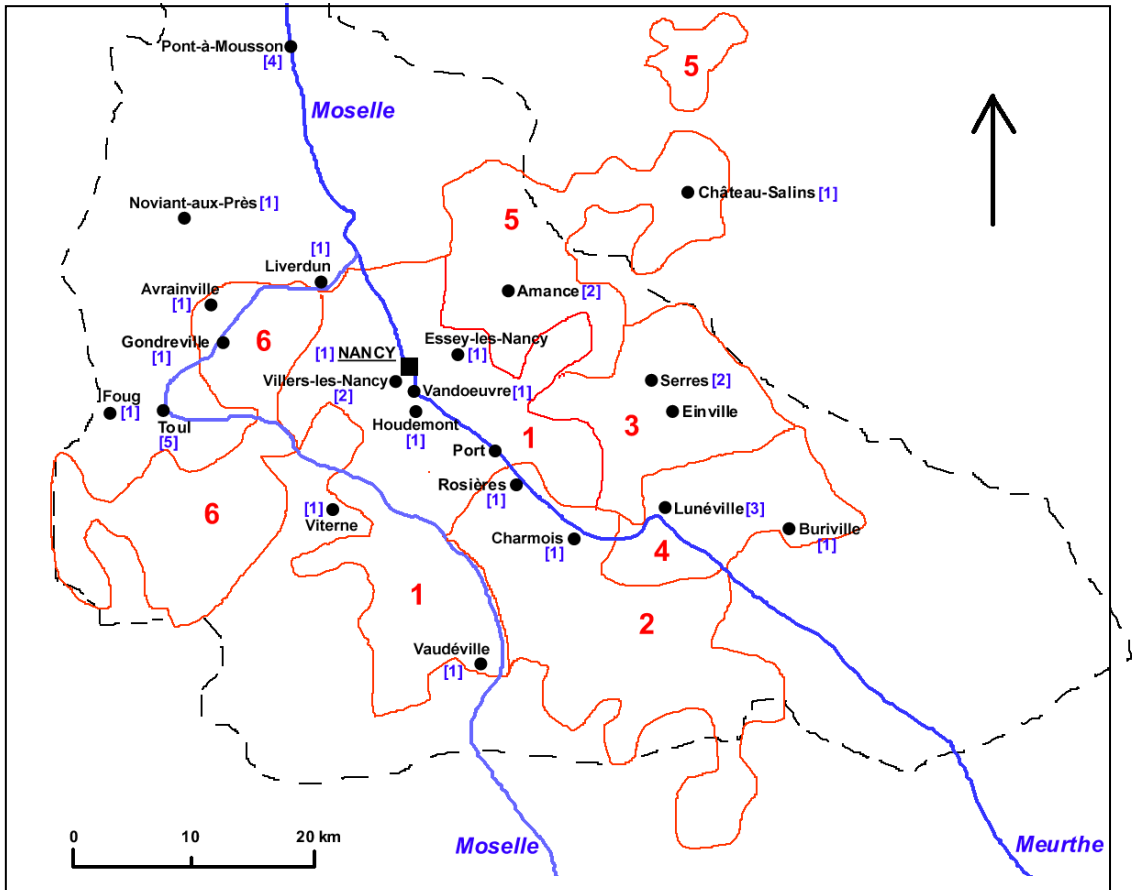 Pont-à-Mousson
[4]
5
Moselle
Château-Salins [1]
Noviant-aux-Près [1]
5
[1]
Liverdun
Avrainville
[1]
Amance [2]
Gondreville
[1]
6
Essey-les-Nancy
[1]
[1] NANCY
Villers-les-Nancy
[2]
Vandoeuvre [1]
Serres [2]
Foug
[1]
Toul
[5]
Houdemont
[1]
Einville
3
1
Port
Rosières
[1]
6
[1]
Viterne
Lunéville [3]
Charmois
[1]
Buriville
[1]
4
1
2
Vaudéville
[1]
0 10 20 km
Moselle
Meurthe